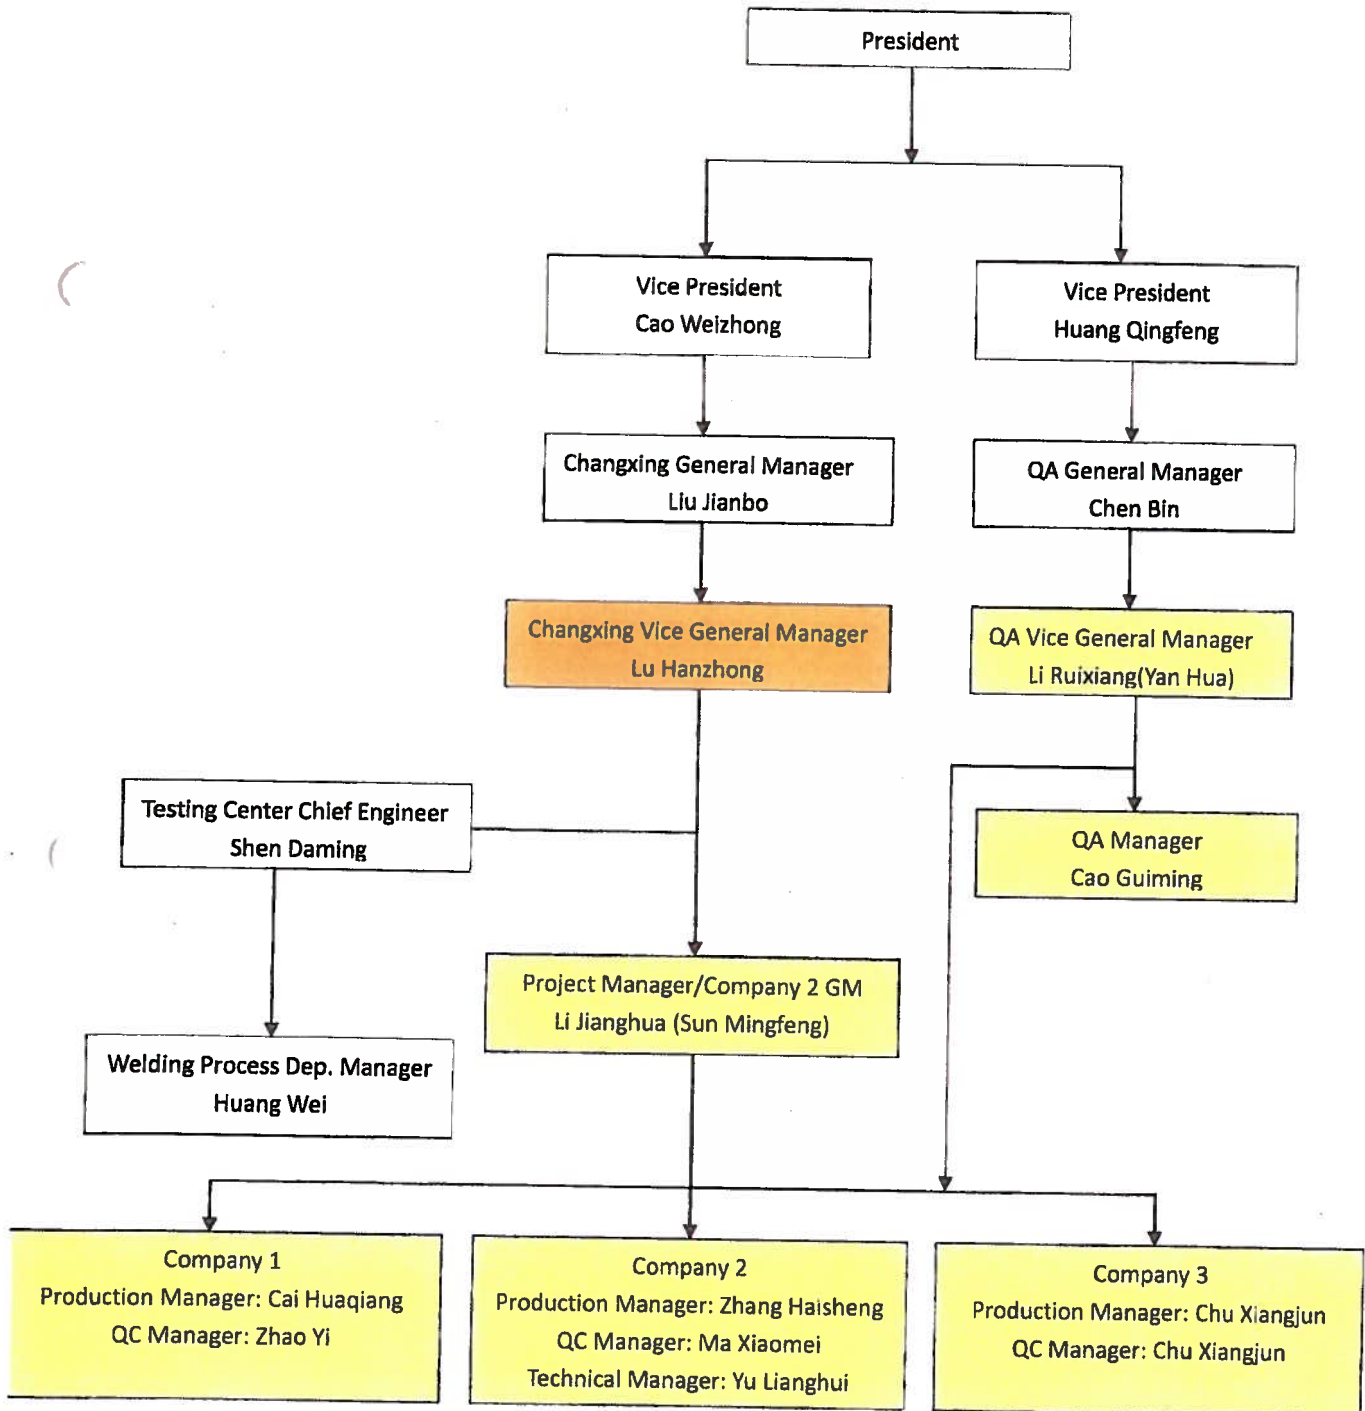 President
Vice President
Cao Weizhong
Vice President
Huang Qingfeng
Changxing General Manager
Liu Jianbo
QA General Manager
Chen Bin
Changxing Vice General Manager
Lu Hanzhong
QA Vice General Manager
Li Ruixiang(Yan Hua)
Testing Center Chief Engineer
Shen Daming
QA Manager
Cao Guiming
Project Manager/Company 2 GM
Li Jianghua (Sun Mingfeng)
Welding Process Dep. Manager
Huang Wei
Company 1
Production Manager: Cai Huaqiang
QC Manager: Zhao Yi
Company 2
Production Manager: Zhang Haisheng
QC Manager: Ma Xiaomei
Technical Manager: Yu Lianghui
Company 3
Production Manager: Chu Xiangjun
QC Manager: Chu Xiangjun